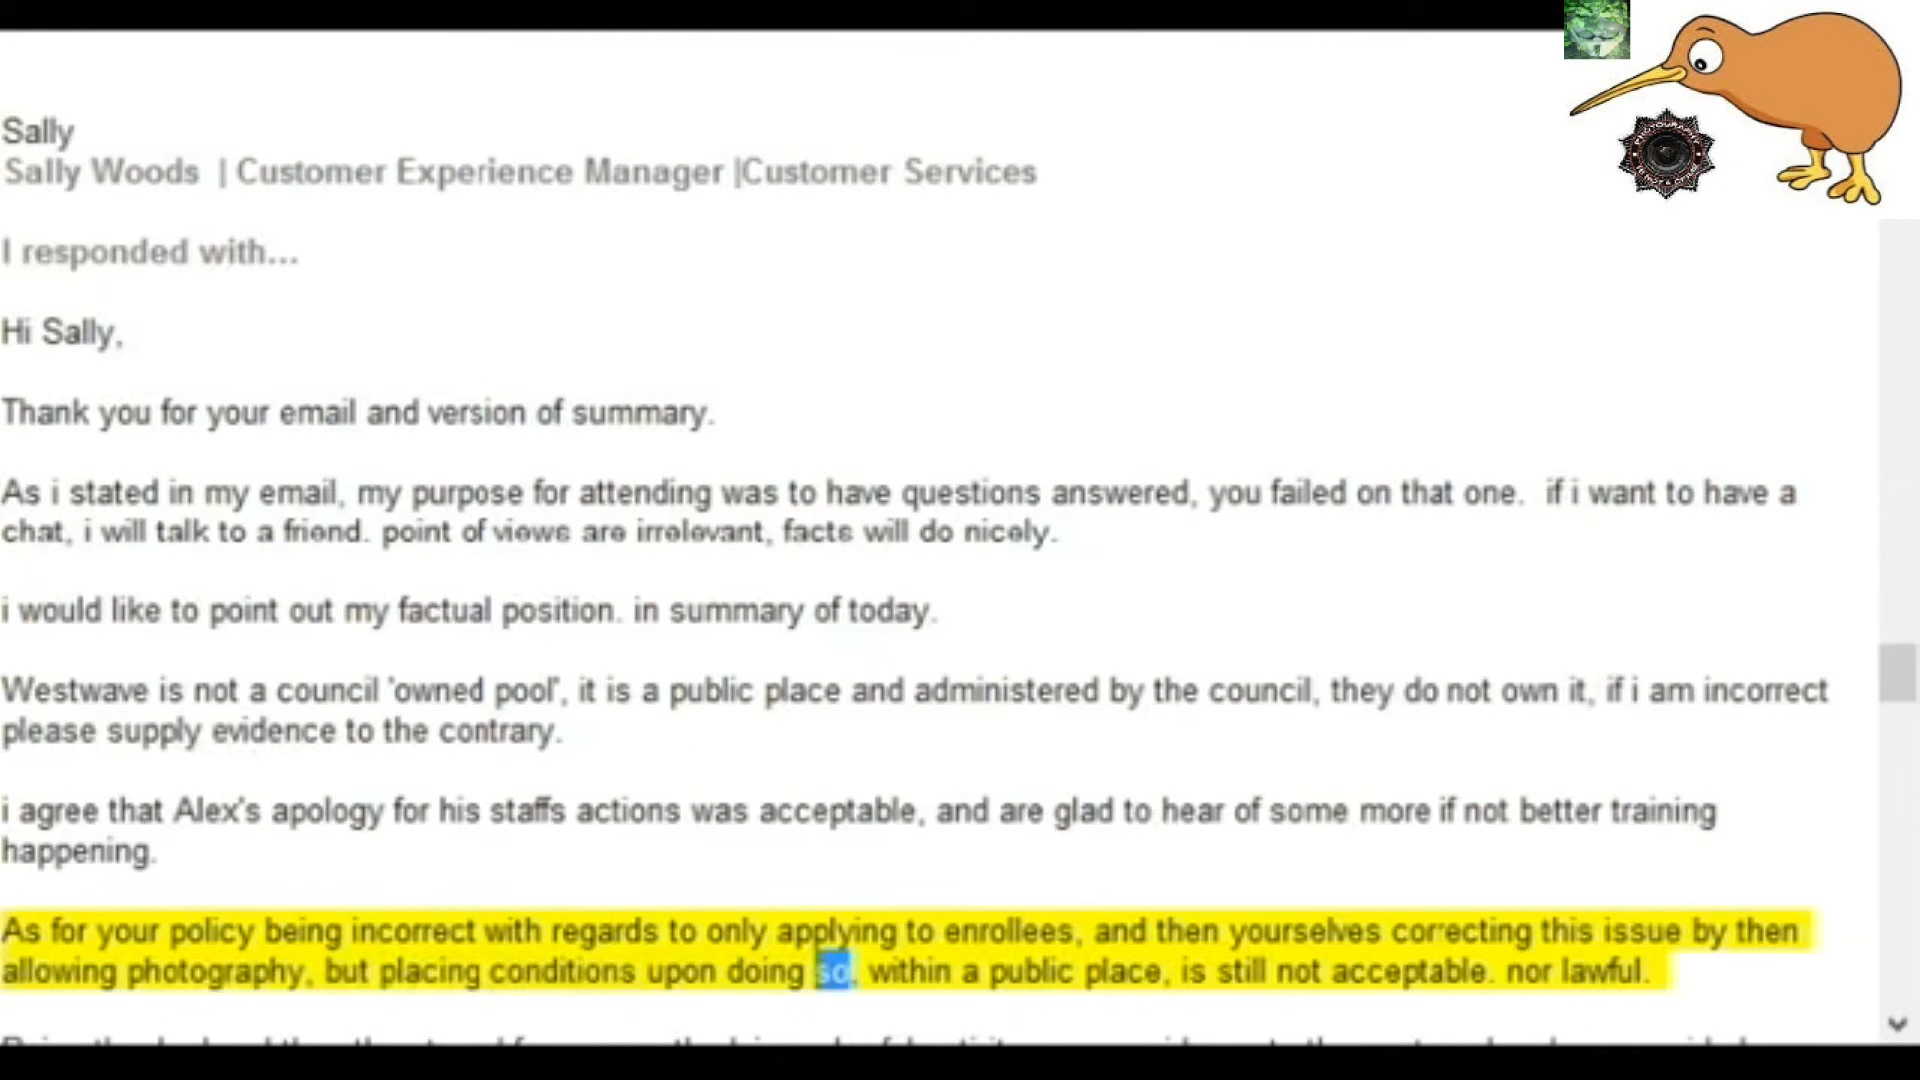 Sally
Sally Woods | Customer Experience Manager |Customer Services
I responded with...
Hi Sally,
Thank you for your email and version of summary.
As i stated in my email, my purpose for attending was to have questions answered, you failed on that one. if i want to have a
chat, i will talk to a friend. point of views are irrelevant, facts will do nicely.
i would like to point out my factual position. in summary of today.
Westwave is not a council 'owned pool', it is a public place and administered by the council, they do not own it, if i am incorrect
please supply evidence to the contrary.
i agree that Alex's apology for his staffs actions was acceptable, and are glad to hear of some more if not better training
happening.
As for your policy being incorrect with regards to only applying to enrollees, and then yourselves correcting this issue by then
allowing photography, but placing conditions upon doing so, within a public place, is still not acceptable. nor lawful.